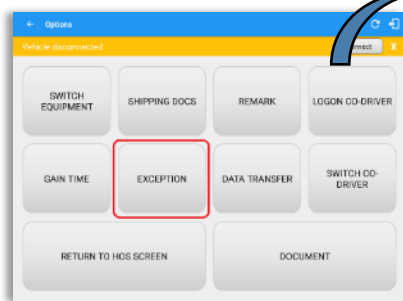 Options
Vehicle disconnected
X
SWITCH
EQUIPMENT
SHIPPING DOCS
REMARK
LOGON CO-DRIVER
GAIN TIME
EXCEPTION
DATA TRANSFER
SWITCH CO-
DRIVER
RETURN TO HOS SCREEN
DOCUMENT